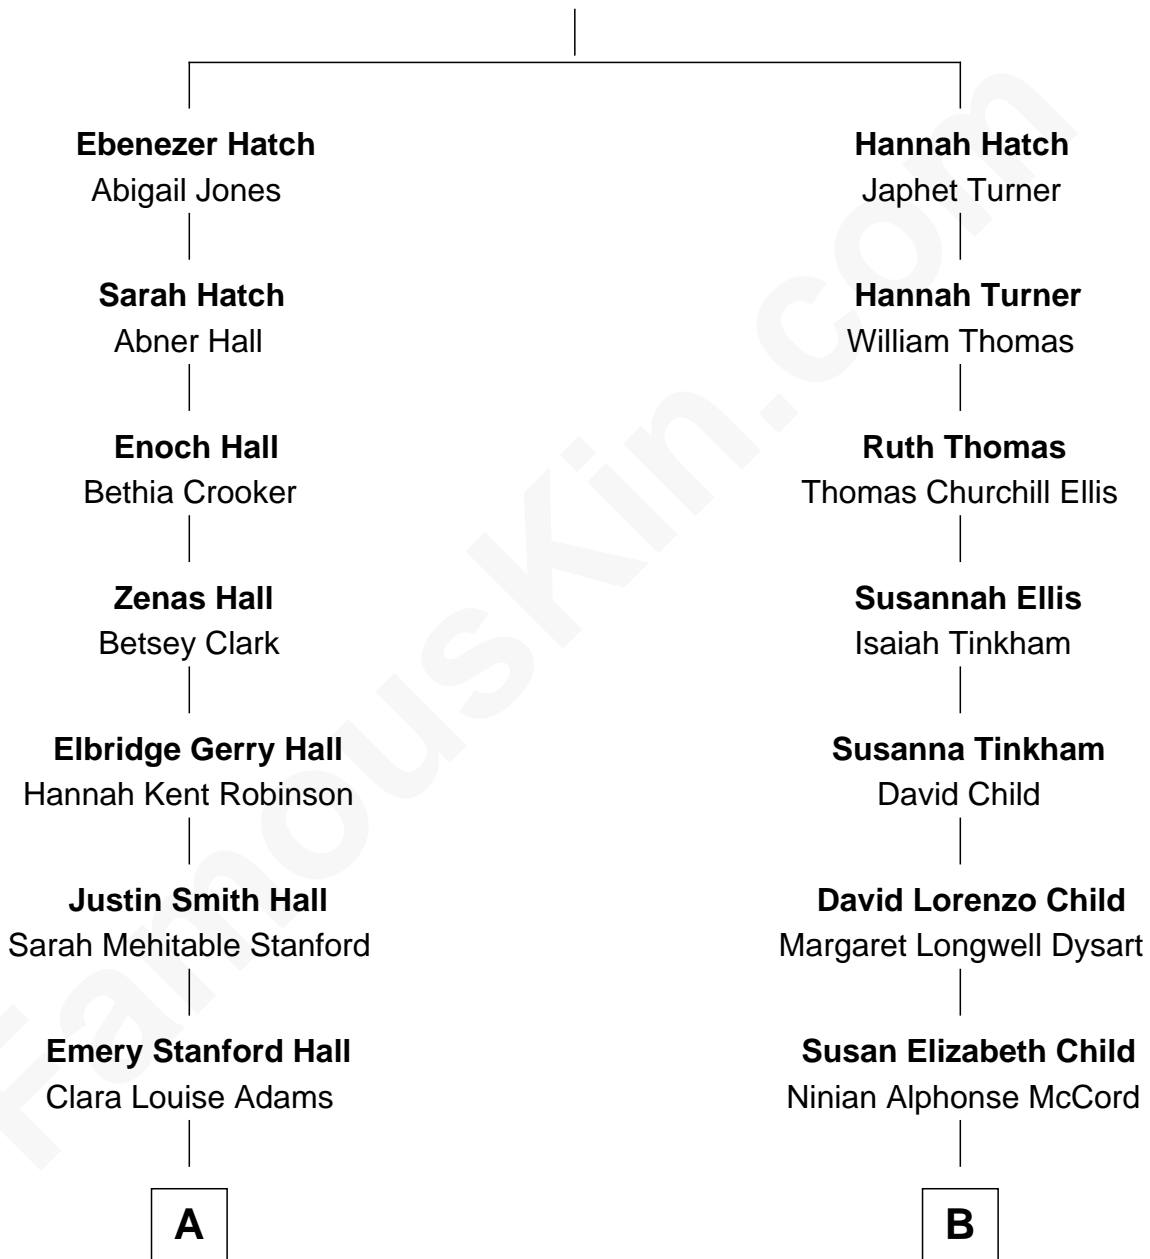 Ebenezer Hatch
Abigail Jones
Sarah Hatch
Abner Hall
Enoch Hall
Bethia Crooker
Zenas Hall
Betsey Clark
Elbridge Gerry Hall
Hannah Kent Robinson
Justin Smith Hall
Sarah Mehitable Stanford
Emery Stanford Hall
Clara Louise Adams
A
Hannah Hatch
Japhet Turner
Hannah Turner
William Thomas
Ruth Thomas
Thomas Churchill Ellis
Susannah Ellis
Isaiah Tinkham
Susanna Tinkham
David Child
David Lorenzo Child
Margaret Longwell Dysart
Susan Elizabeth Child
Ninian Alphonse McCord
B
FamousKin.com